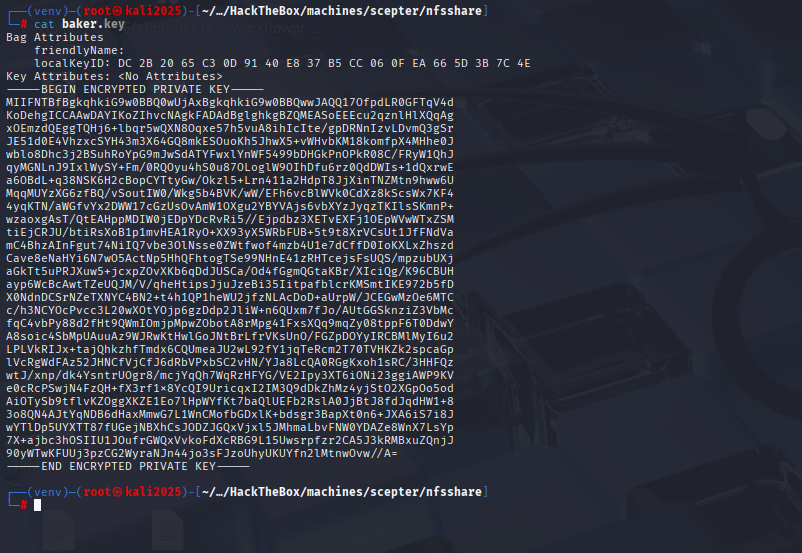 (venv)─(root㉿kali2025)-[~/…/HackTheBox/machines/scepter/nfsshare]
# cat baker.key
Bag Attributes
    friendlyName:
    localKeyID: DC 2B 20 65 C3 0D 91 40 E8 37 B5 CC 06 0F EA 66 5D 3B 7C 4E
Key Attributes: <No Attributes>
-----BEGIN ENCRYPTED PRIVATE KEY-----
MIIFNTBfBgkqhkiG9w0BBQ0wUjAxBgkqhkiG9w0BBQwwJAQQ17OfpdLR0GFTqV4d
KoDehgICCAAwDAYIKoZIhvcNAgkFADAdBglghkgBZQMEASoEEEcu2qznlHlXQqAg
xOEmzdQEggTQHj6+lbqr5wQXN8Oqxe57h5vuA8ihIcIte/gpDRNnIzvLDvmQ3gSr
JE51d0E4VhzxcSYH43m3X64GQ8mkESOuoKh5JhwX5+vWHvbKM18komfpX4MHhe0J
wblo8Dhc3j2BSuhRoYpG9mJwSdATYFwxlYnWF5499bDHGkPnOPkR08C/FRyW1QhJ
qyMGNLnJ9IxlWySY+Fm/0RQOyu4hS0u87OLoglW9OIhDfu6rz0QdDWIs+1dQxrwE
a6OBdL+q38NSK6H2cBopCYTtyGw/Okzl5+Lrn411a2HdpT8JjXinTNZMtn9hww6U
MqqMUYzXG6zfBQ/vSoutIW0/Wkg5b4BVK/wW/EFh6vcBlWVk0CdXz8kScsWx7KF4
4yqKTN/aWGfvYx2DWW17cGzUsOvAmW1OXgu2YBYVAjs6vbXYzJyqzTKIlsSKmnP+
wzaoxgAsT/QtEAHppMDIW0jEDpYDcRvRi5//Ejpdbz3XETvEXFj1OEpWVwWTxZSM
tiEjCRJU/btiRsXoB1p1mvHEA1RyO+XX93yX5WRbFUB+5t9t8XrVCsUt1JfFNdVa
mC4BhzAInFgut74NiIQ7vbe3OlNsse0ZWtfwof4mzb4U1e7dCffD0IoKXLxZhszd
Cave8eNaHYi6N7wO5ActNp5HhQFhtogTSe99NHnE41zRHTcejsFsUQS/mpzubUXj
aGkTt5uPRJXuw5+jcxpZOvXKb6qDdJUSCa/Od4fGgmQGtaKBr/XIciQg/K96CBUH
ayp6WcBcAwtTZeUQJM/V/qheHtipsJjuJzeBi35IitpafblcrKMSmtIKE972b5fD
X0NdnDCSrNZeTXNYC4BN2+t4h1QP1heWU2jfzNLAcDoD+aUrpW/JCEGwMzOe6MTC
c/h3NCYOcPvcc3L20wXOtYOjp6gzDdp2JliW+n6QUxm7fJo/AUtGGSknziZ3VbMc
fqC4vbPy88d2fHt9QWmIOmjpMpwZObotA8rMpg41FxsXQq9mqZy08tppF6T0DdwY
A8soic4SbMpUAuuAz9WJRwKtHwlGoJNtBrLfrVKsUnO/FGZpDOYyIRCBMlMyI6u2
LPLVkRIJx+tajQhkzhfTmdx6CQUmeaJU2wL92fY1jqTeRcm2T70TVHKZk2spcaGp
lVcRgWdFAz52JHNCfVjCfJ6dRbVPxbSC2vHN/YJa8LcQA0RGgKxoh1sRC/3HHFQz
wtJ/xnp/dk4YsntrUOgr8/mcjYqQh7WqRzHFYG/VE2Ipy3XT6iONi23ggiAWP9KV
e0cRcPSwjN4FzQH+fX3rf1×8YcQI9UricqxI2IM3Q9dDkZhMz4yjStO2XGpOo5od
AiOTySb9tflvKZOggXKZE1Eo7lHpWYfKt7baQlUEFb2RslA0JjBtJ8fdJqdHW1+8
3o8QN4AJtYqNDB6dHaxMmwG7L1WnCMofbGDxlK+bdsgr3BapXt0n6+JXA6iS7i8J
wYTlDp5UYXTT87fUGejNBXhCsJODZJGQvjxl5JMhmaLbvFNW0YDAZe8WnX7LsYp
7X+ajbc3hOSIIU1JOufrGWQxVvkoFdXcRBG9L15Uwsrpfzr2CA5J3kRMBxuZQnjJ
90yWTwKFUUj3pzCG2WyraNJn44jo3sFJzoUhyUKUYfn2lMtnwOvw//A=
-----END ENCRYPTED PRIVATE KEY-----
(venv)─(root㉿kali2025)-[~/…/HackTheBox/machines/scepter/nfsshare]
#